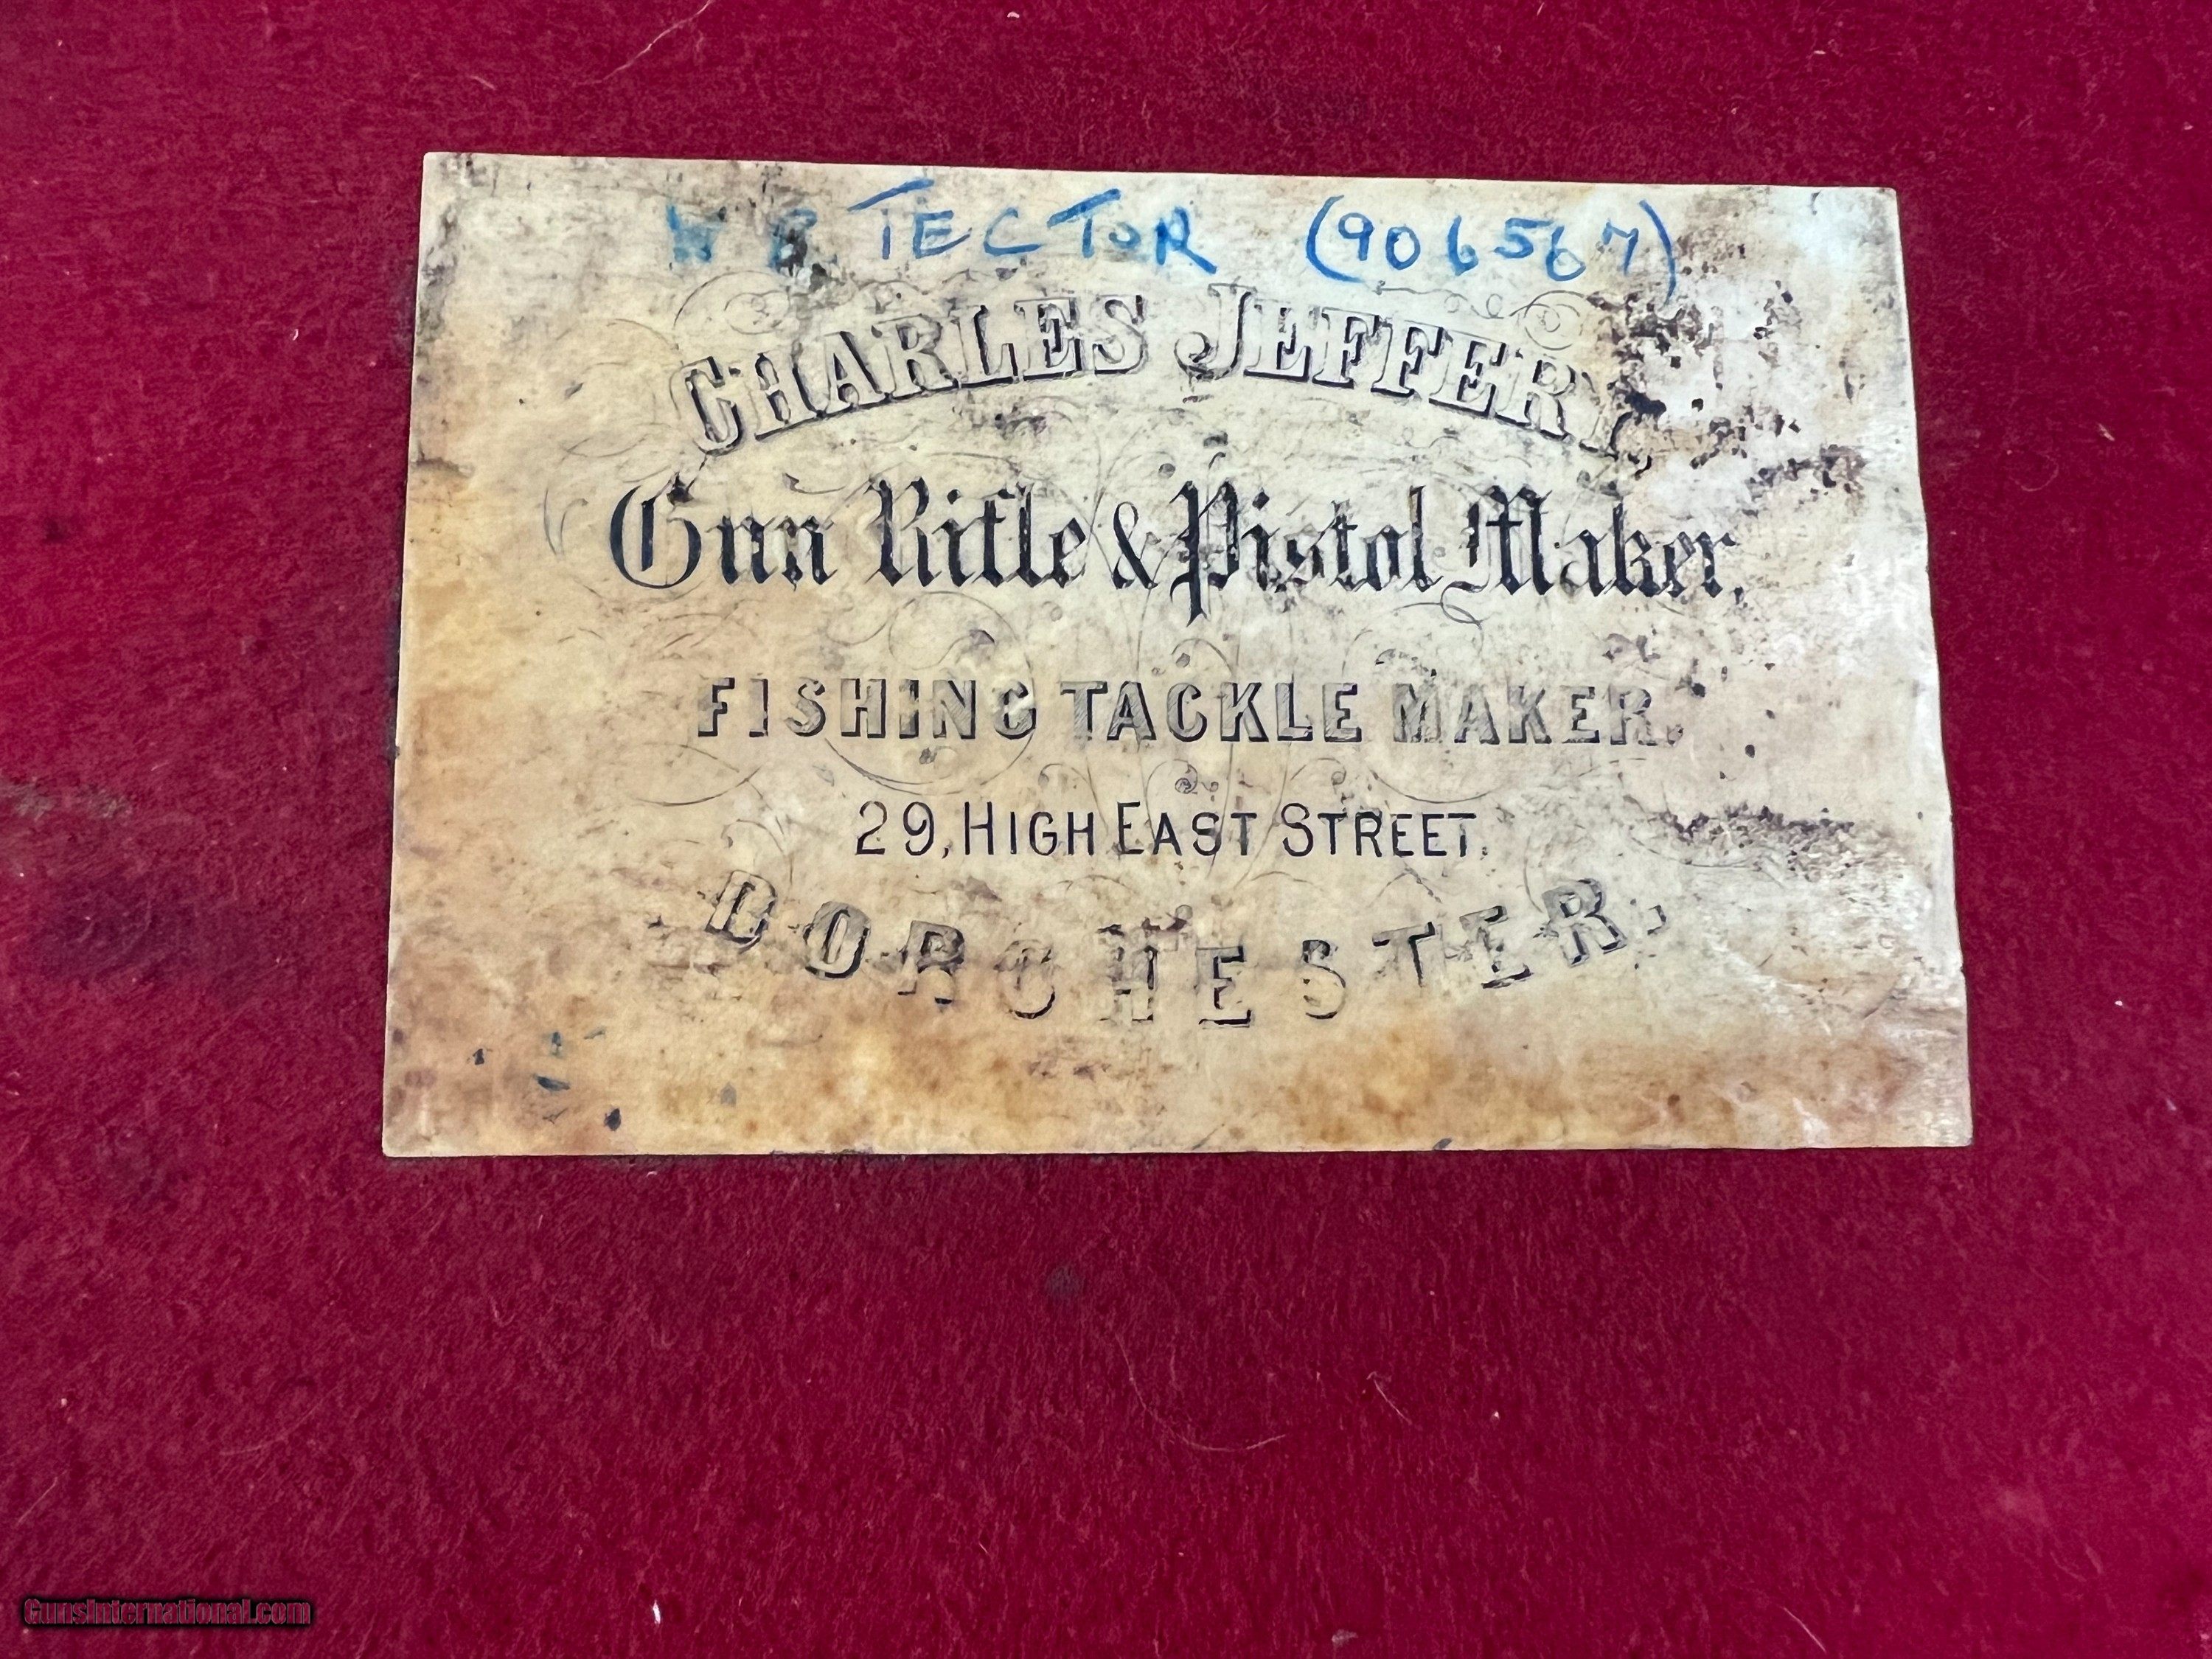 W B. TECTOR (906567)
CHARLES JEFFERY,
Gun Rifle & Pistol Maker,
FISHING TACKLE MAKER.
29, HIGH EAST STREET.
DORCHESTER.
GunsInternational.com